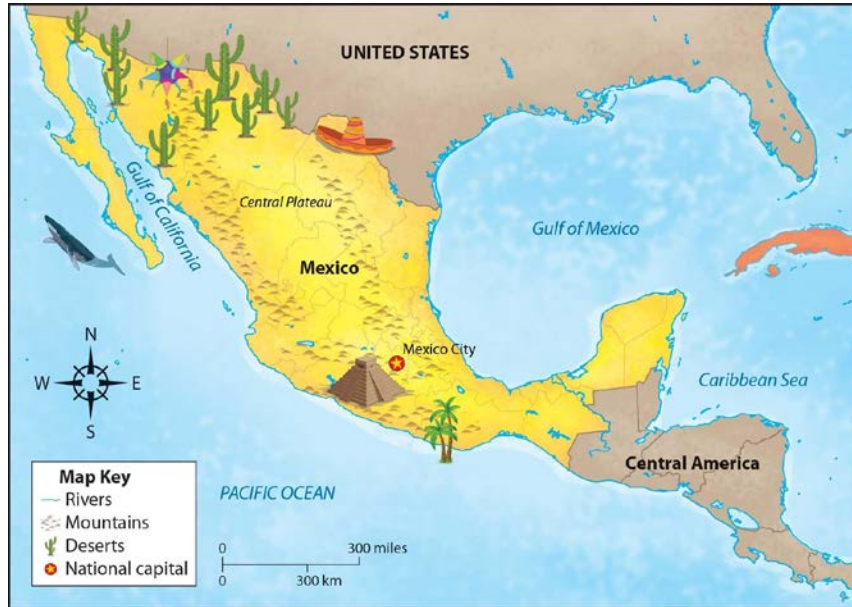 UNITED STATES
Gulf of California
Central Plateau
Gulf of Mexico
Mexico
Mexico City
Caribbean Sea
N
W
E
S
Central America
PACIFIC OCEAN
Map Key
Rivers
Mountains
Deserts
National capital
0
300 miles
0
300 km